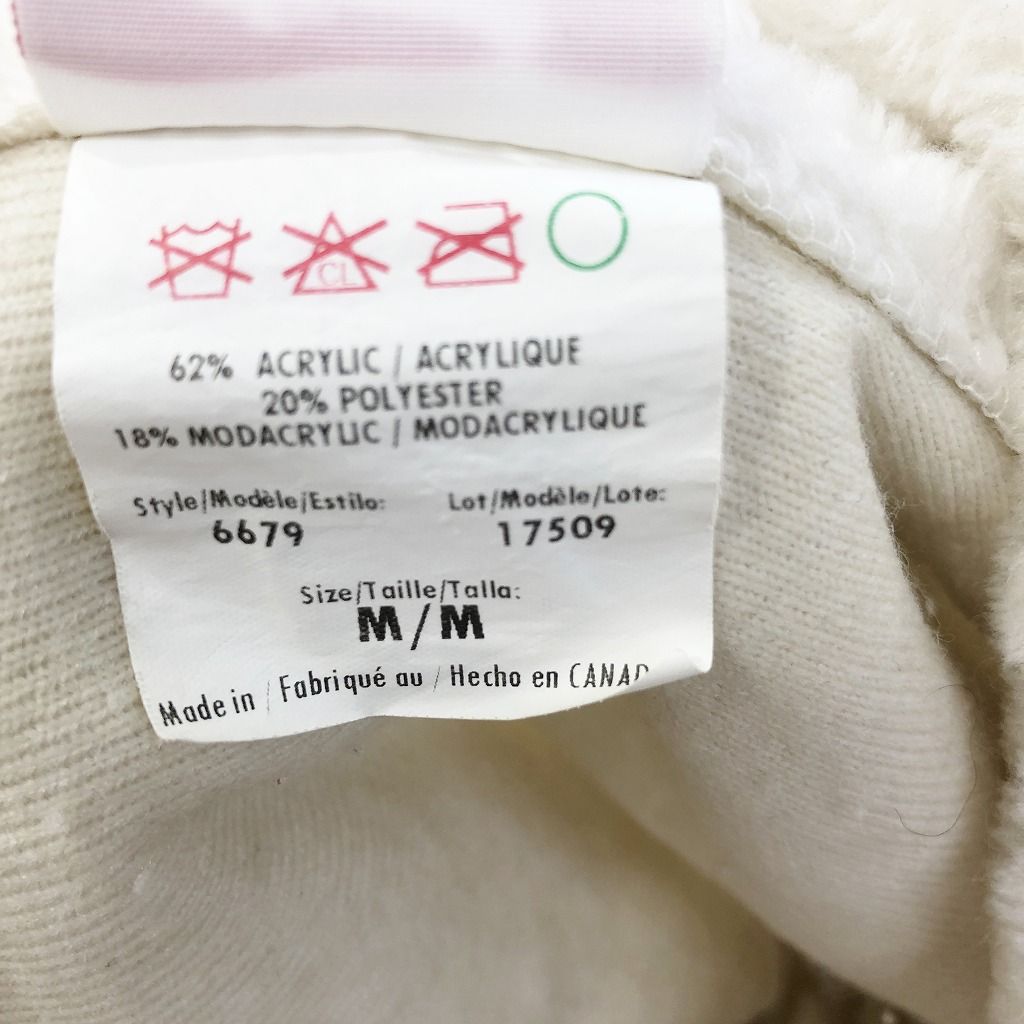 CL
62% ACRYLIC / ACRYLIQUE
20% POLYESTER
18% MODACRYLIC / MODACRYLIQUE
Style/Modèle/Estilo: Lot/Modèle/Lote:
6679 17509
Size/Taille/Talla:
M/M
Made in / Fabriqué au / Hecho en CANAD